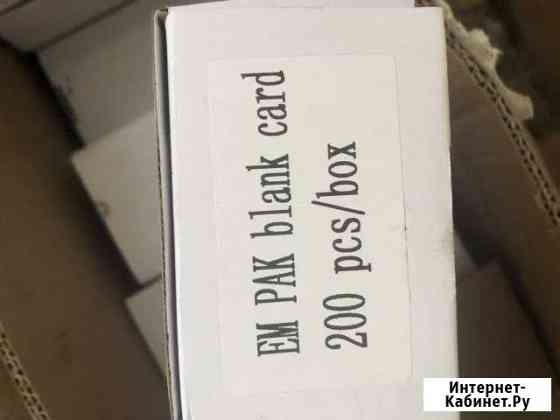 EM PAK blank card
200 pcs/box
Интернет-
Кабинет.Ру